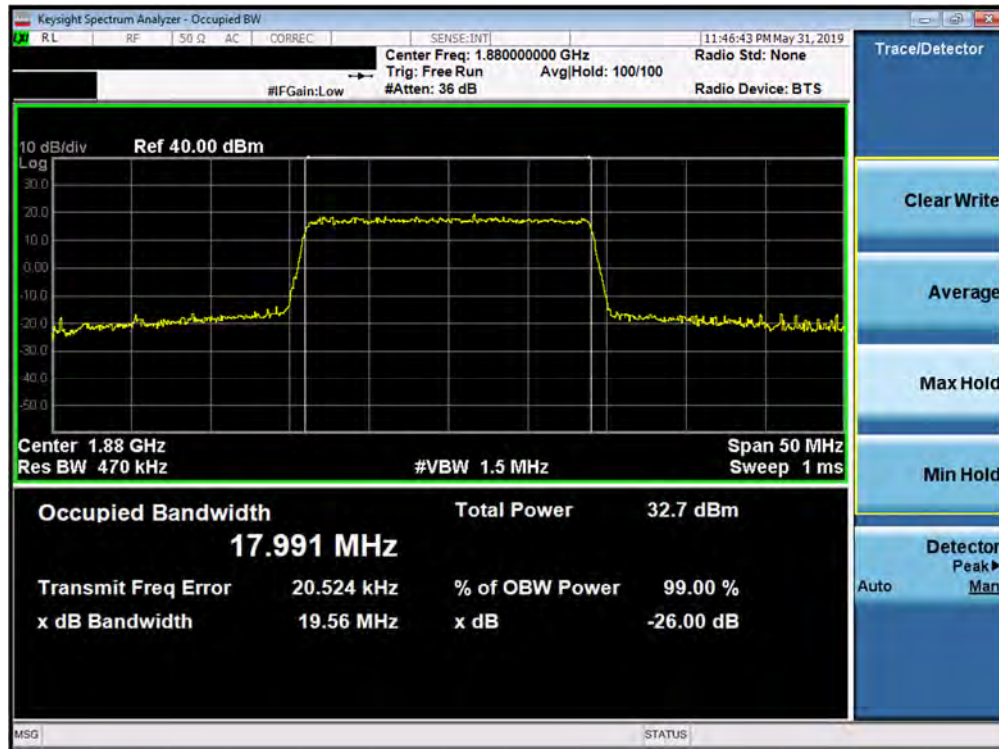 Keysight Spectrum Analyzer - Occupied BW
LXI RL RF 50 Ω AC CORREC SENSE:INT 11:46:43 PM May 31, 2019
Center Freq: 1.880000000 GHz Radio Std: None
Trig: Free Run Avg|Hold: 100/100
#IFGain:Low #Atten: 36 dB Radio Device: BTS
Trace/Detector
10 dB/div Ref 40.00 dBm
Log
30.0
20.0
10.0
0.00
-10.0
-20.0
-30.0
-40.0
-50.0
Center 1.88 GHz Span 50 MHz
Res BW 470 kHz #VBW 1.5 MHz Sweep 1 ms
Occupied Bandwidth Total Power 32.7 dBm
17.991 MHz
Transmit Freq Error 20.524 kHz % of OBW Power 99.00 %
x dB Bandwidth 19.56 MHz x dB -26.00 dB
Clear Write
Average
Max Hold
Min Hold
Detector
Peak▶
Auto Man
MSG STATUS